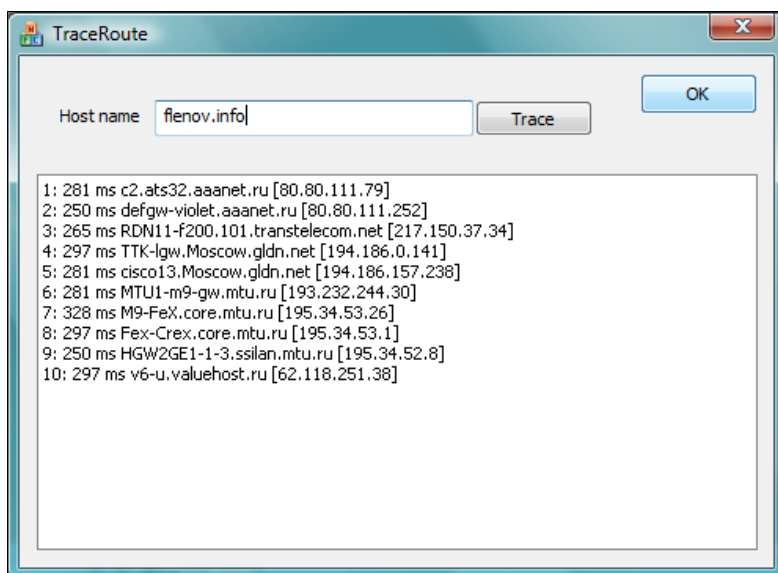 TraceRoute
OK
Host name flenov.info Trace
1: 281 ms c2.ats32.aaanet.ru [80.80.111.79]
2: 250 ms defgw-violet.aaanet.ru [80.80.111.252]
3: 265 ms RDN11-f200.101.transtelecom.net [217.150.37.34]
4: 297 ms TTK-lgw.Moscow.gldn.net [194.186.0.141]
5: 281 ms cisco13.Moscow.gldn.net [194.186.157.238]
6: 281 ms MTU1-m9-gw.mtu.ru [193.232.244.30]
7: 328 ms M9-FeX.core.mtu.ru [195.34.53.26]
8: 297 ms Fex-Crex.core.mtu.ru [195.34.53.1]
9: 250 ms HGW2GE1-1-3.ssilan.mtu.ru [195.34.52.8]
10: 297 ms v6-u.valuehost.ru [62.118.251.38]